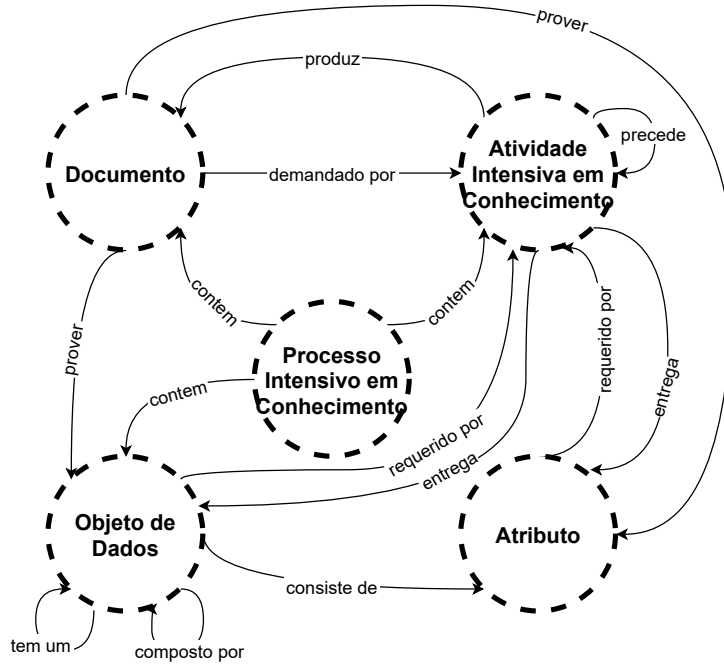 prover
produz
precede
Documento
demandado por
Atividade
Intensiva em
Conhecimento
contem
contem
prover
Processo
Intensivo em
Conhecimento
requerido por
entrega
contem
requerido por
entrega
Objeto de
Dados
Atributo
consiste de
tem um
composto por